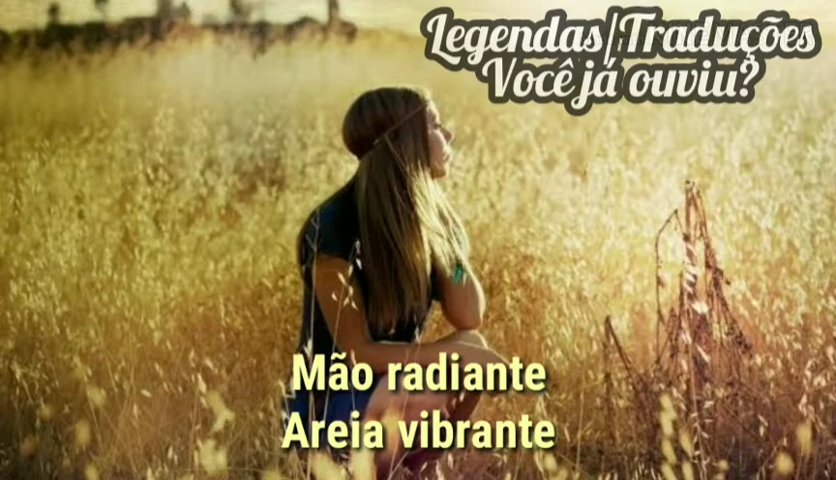 Legendas/Traduções
Você já ouviu?
Mão radiante
Areia vibrante